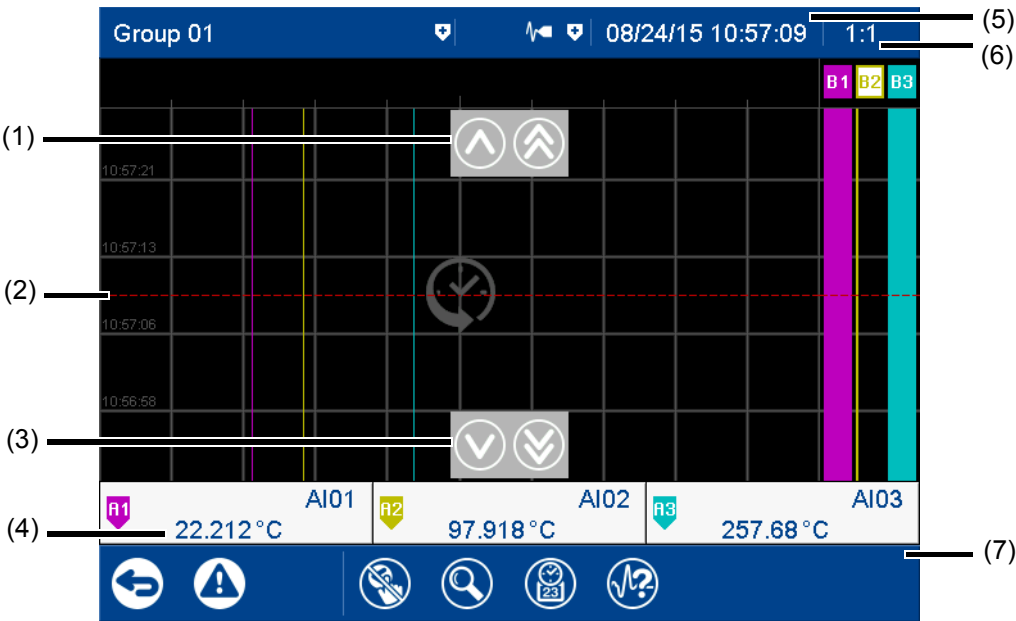 Group 01 08/24/15 10:57:09 1:1
(5)
(6)
B1 B2 B3
(1)
10:57:21
10:57:13
(2)
10:57:06
10:56:58
(3)
A1 AI01 A2 AI02 A3 AI03
(4) 22.212 °C 97.918 °C 257.68 °C
(7)
23 ?